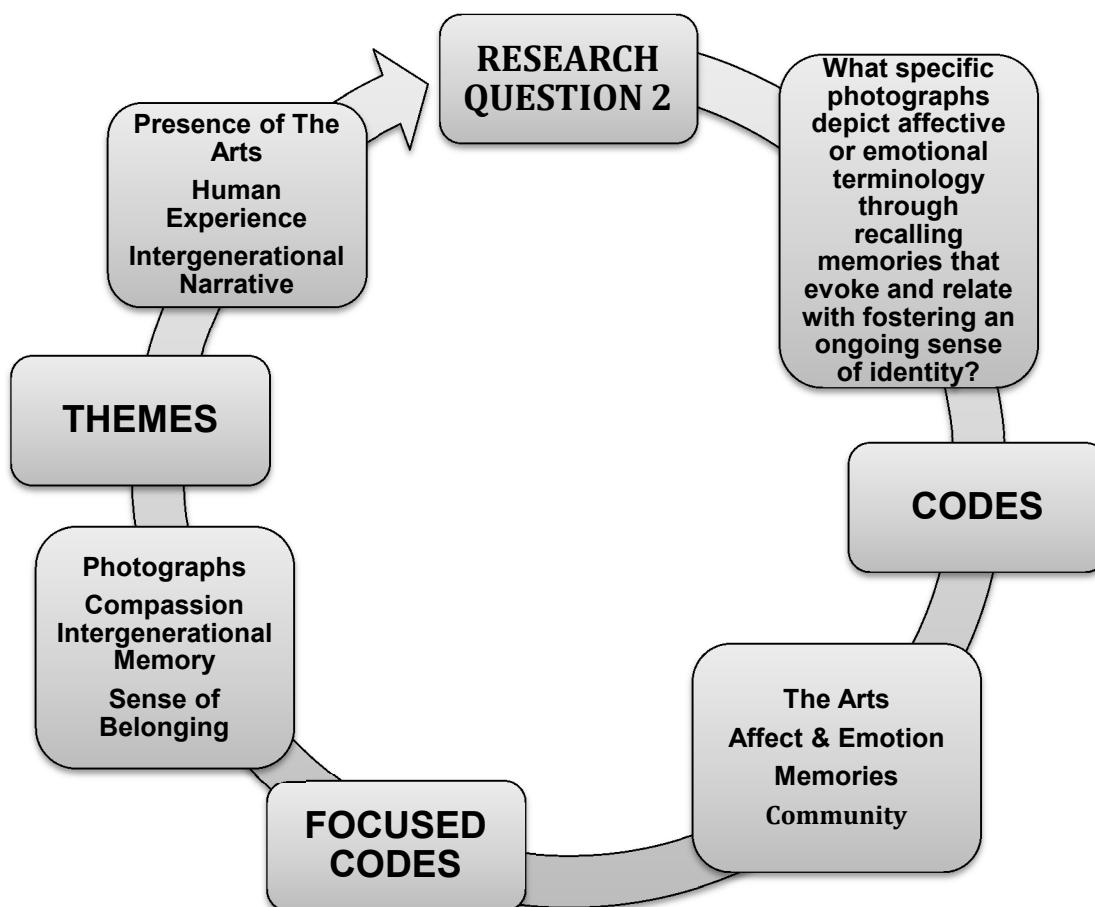 RESEARCH
QUESTION 2
What specific
photographs
depict affective
or emotional
terminology
through
recalling
memories that
evoke and relate
with fostering an
ongoing sense
of identity?
CODES
The Arts
Affect & Emotion
Memories
Community
FOCUSED
CODES
Photographs
Compassion
Intergenerational
Memory
Sense of
Belonging
THEMES
Presence of The
Arts
Human
Experience
Intergenerational
Narrative